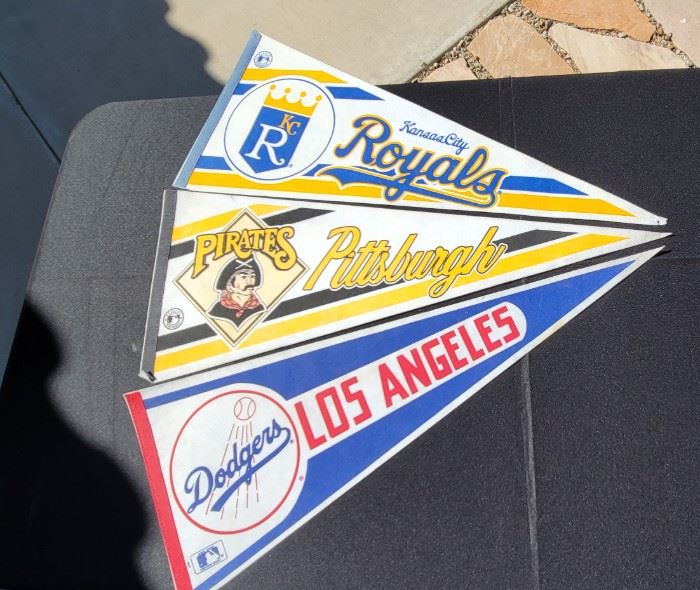 KC
R
Kansas City
Royals
PIRATES
Pittsburgh
LOS ANGELES
Dodgers